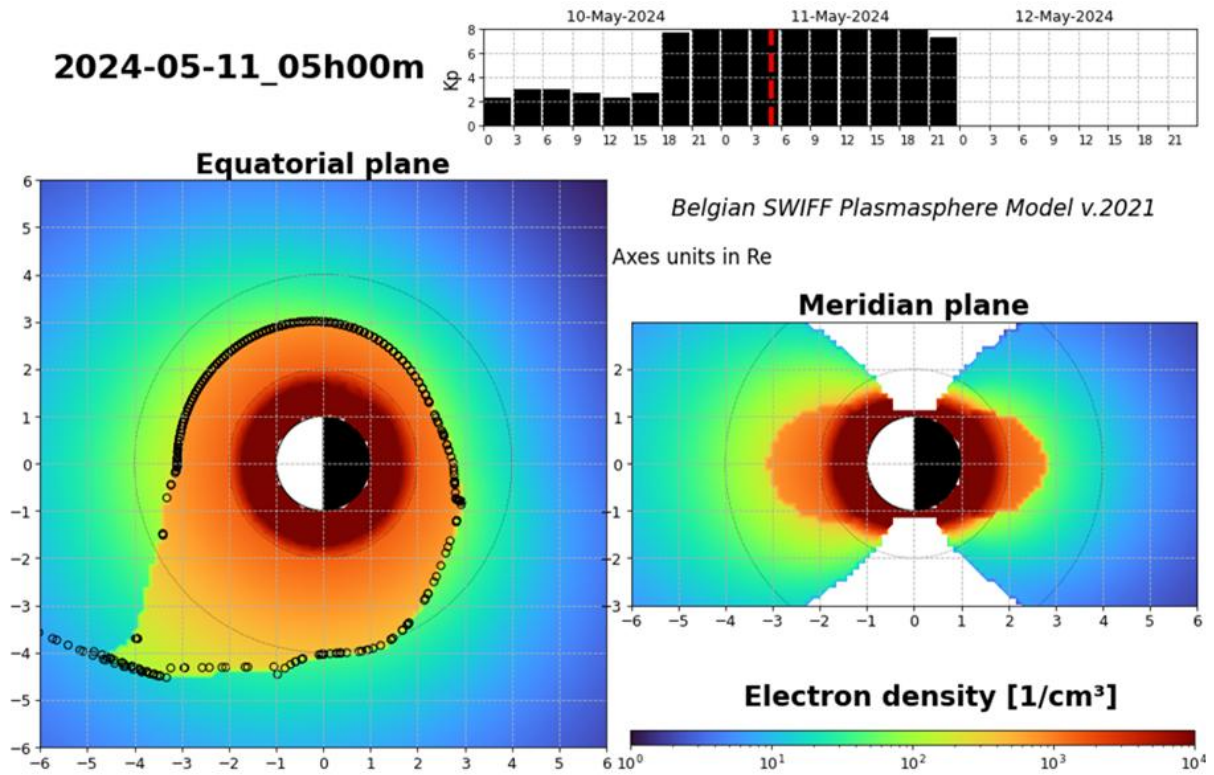 10-May-2024 11-May-2024 12-May-2024
2024-05-11_05h00m
Kp
8
6
4
2
0
0 3 6 9 12 15 18 21 0 3 6 9 12 15 18 21 0 3 6 9 12 15 18 21
Equatorial plane
6
5
4
3
2
1
0
−1
−2
−3
−4
−5
−6
−6 −5 −4 −3 −2 −1 0 1 2 3 4 5 6
Belgian SWIFF Plasmasphere Model v.2021
Axes units in Re
Meridian plane
2
1
0
−1
−2
−3
−6 −5 −4 −3 −2 −1 0 1 2 3 4 5 6
Electron density [1/cm³]
10⁰ 10¹ 10² 10³ 10⁴